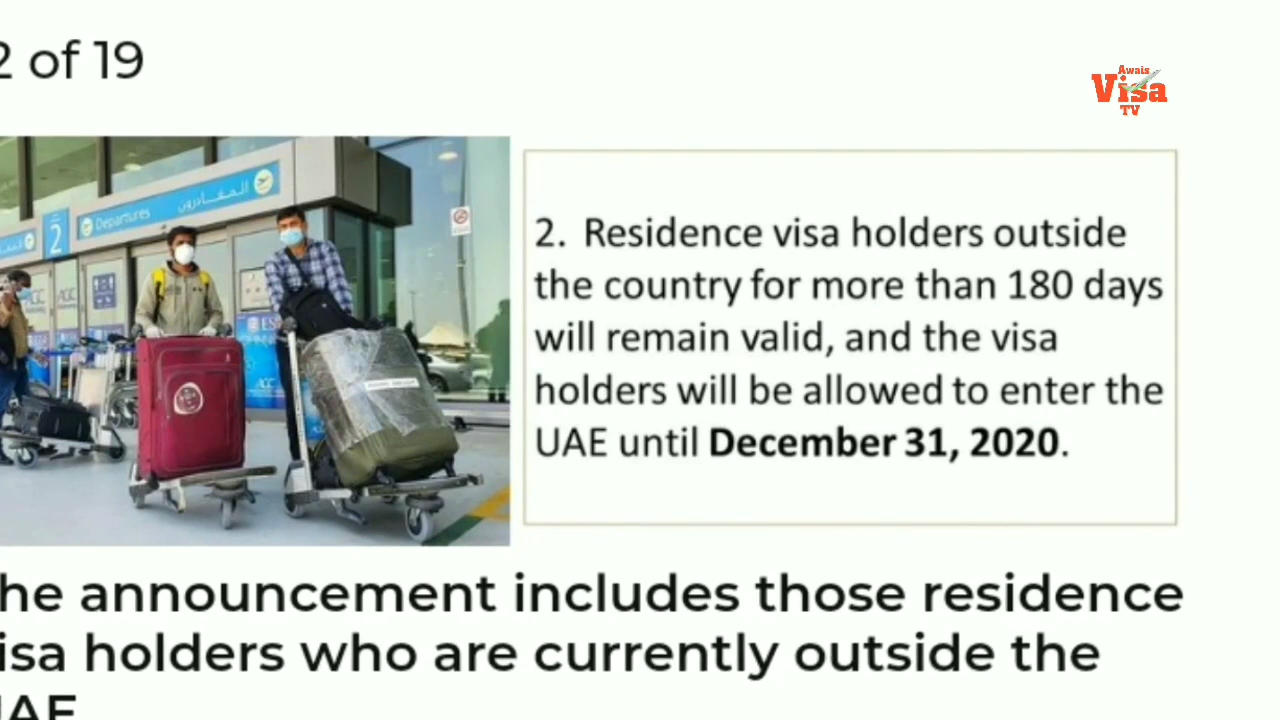 2 of 19
Awais
Visa
TV
Departures
المغادرون
2
2. Residence visa holders outside
the country for more than 180 days
will remain valid, and the visa
holders will be allowed to enter the
UAE until December 31, 2020.
he announcement includes those residence
isa holders who are currently outside the
UAE